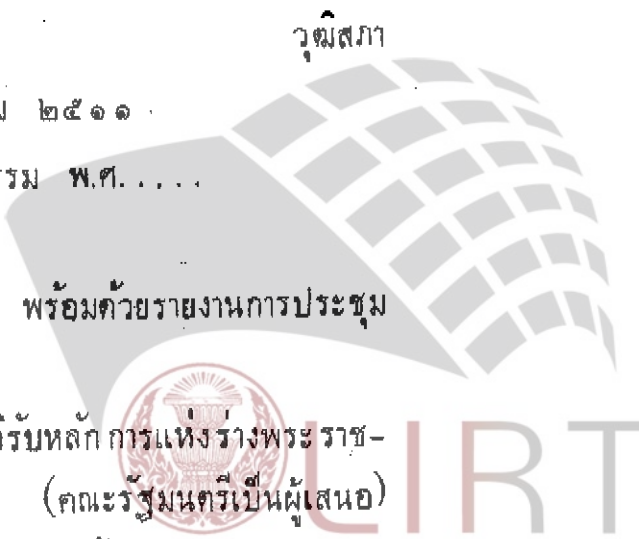 วุฒิสภา
๒๕๑๑
พ.ศ. . . . .
พร้อมด้วยรายงานการประชุม
รับหลักการแห่งร่างพระราช-
(คณะรัฐมนตรีเป็นผู้เสนอ)
LIRT